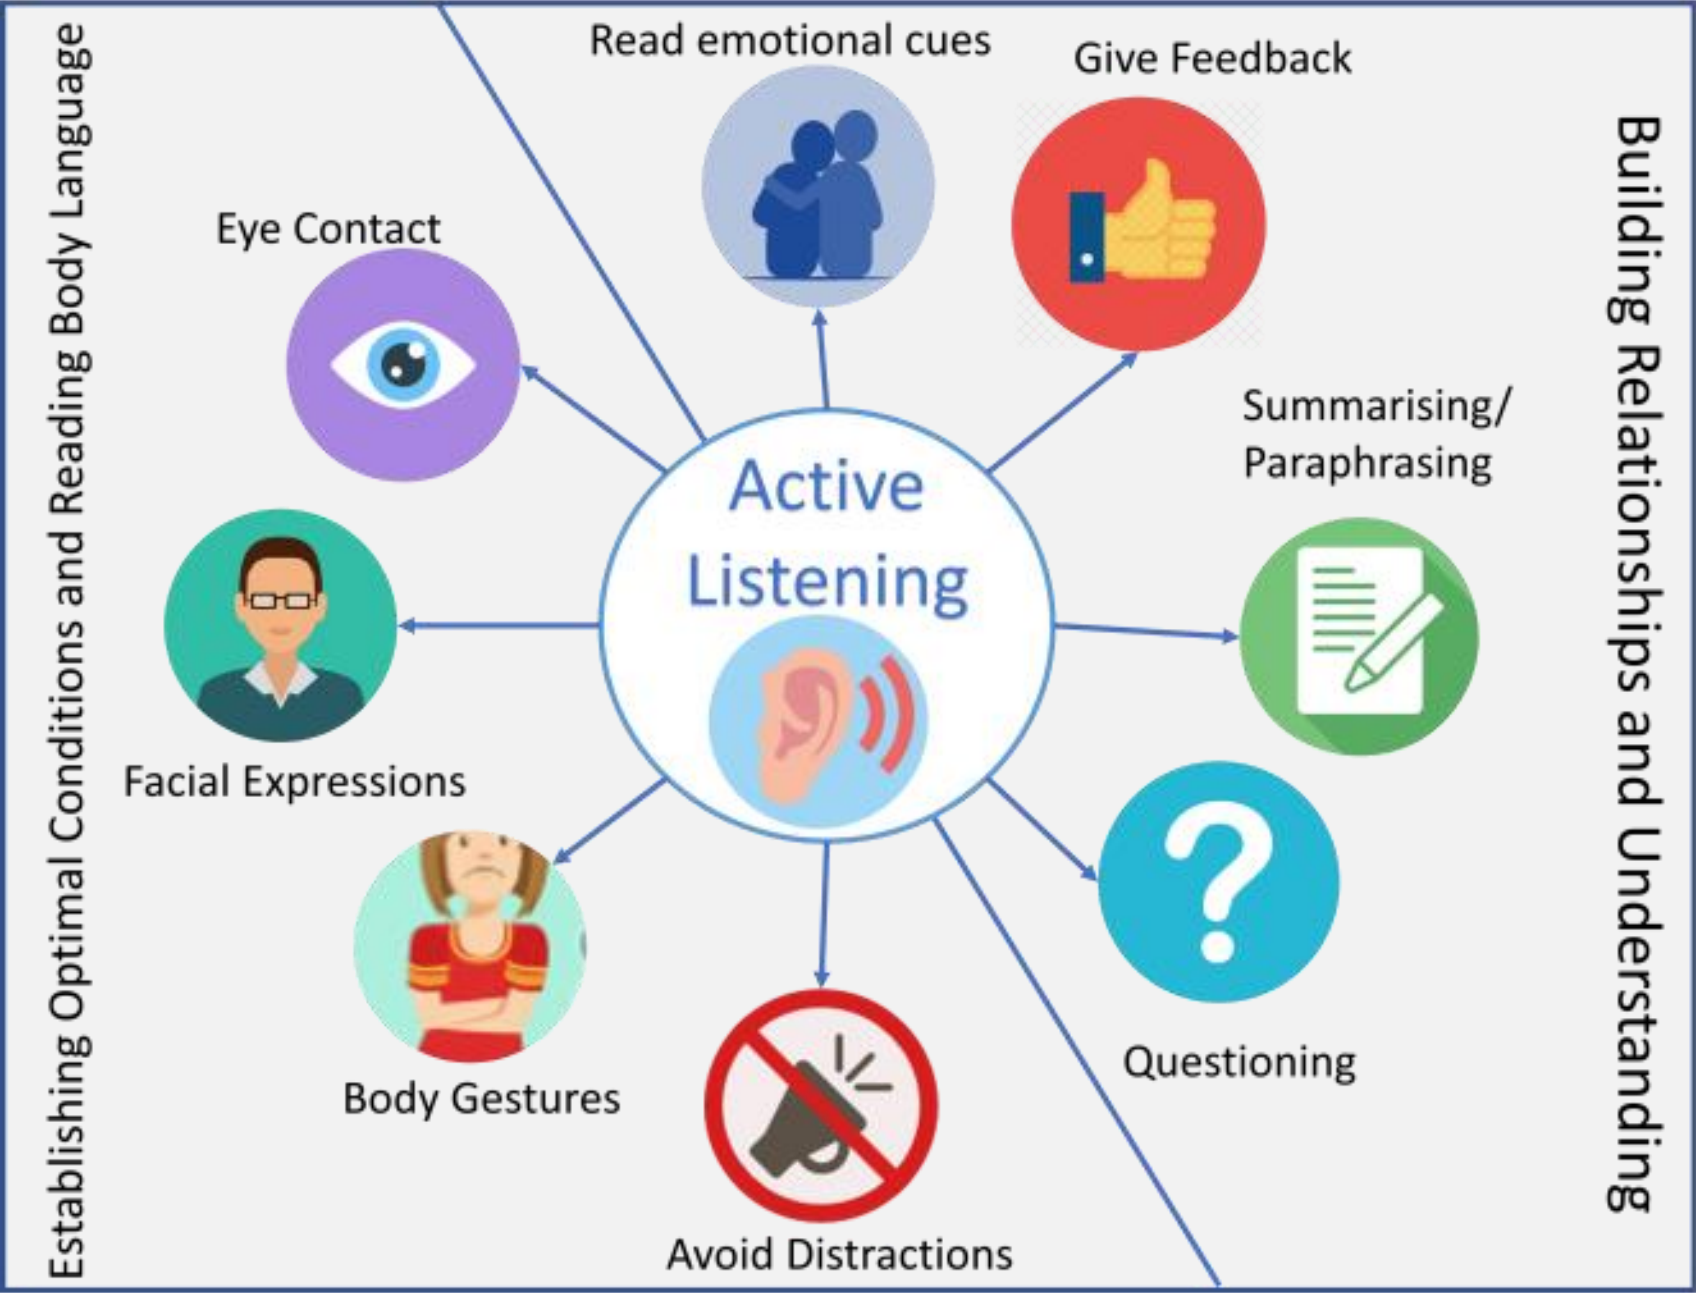 Establishing Optimal Conditions and Reading Body Language
Read emotional cues
Give Feedback
Eye Contact
Summarising/
Paraphrasing
Active
Listening
Facial Expressions
Body Gestures
Questioning
Avoid Distractions
Building Relationships and Understanding